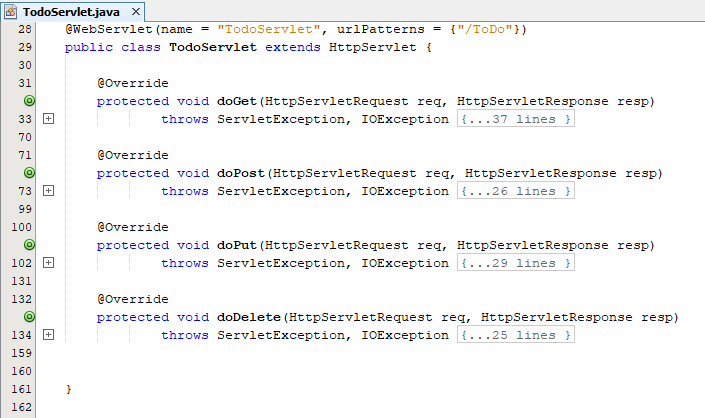 TodoServlet.java
28 @WebServlet(name = "TodoServlet", urlPatterns = {"/ToDo"})
29 public class TodoServlet extends HttpServlet {
30
31 @Override
protected void doGet(HttpServletRequest req, HttpServletResponse resp)
33 throws ServletException, IOException {...37 lines }
70
71 @Override
protected void doPost(HttpServletRequest req, HttpServletResponse resp)
73 throws ServletException, IOException {...26 lines }
99
100 @Override
protected void doPut(HttpServletRequest req, HttpServletResponse resp)
102 throws ServletException, IOException {...29 lines }
131
132 @Override
protected void doDelete(HttpServletRequest req, HttpServletResponse resp)
134 throws ServletException, IOException {...25 lines }
159
160
161 }
162